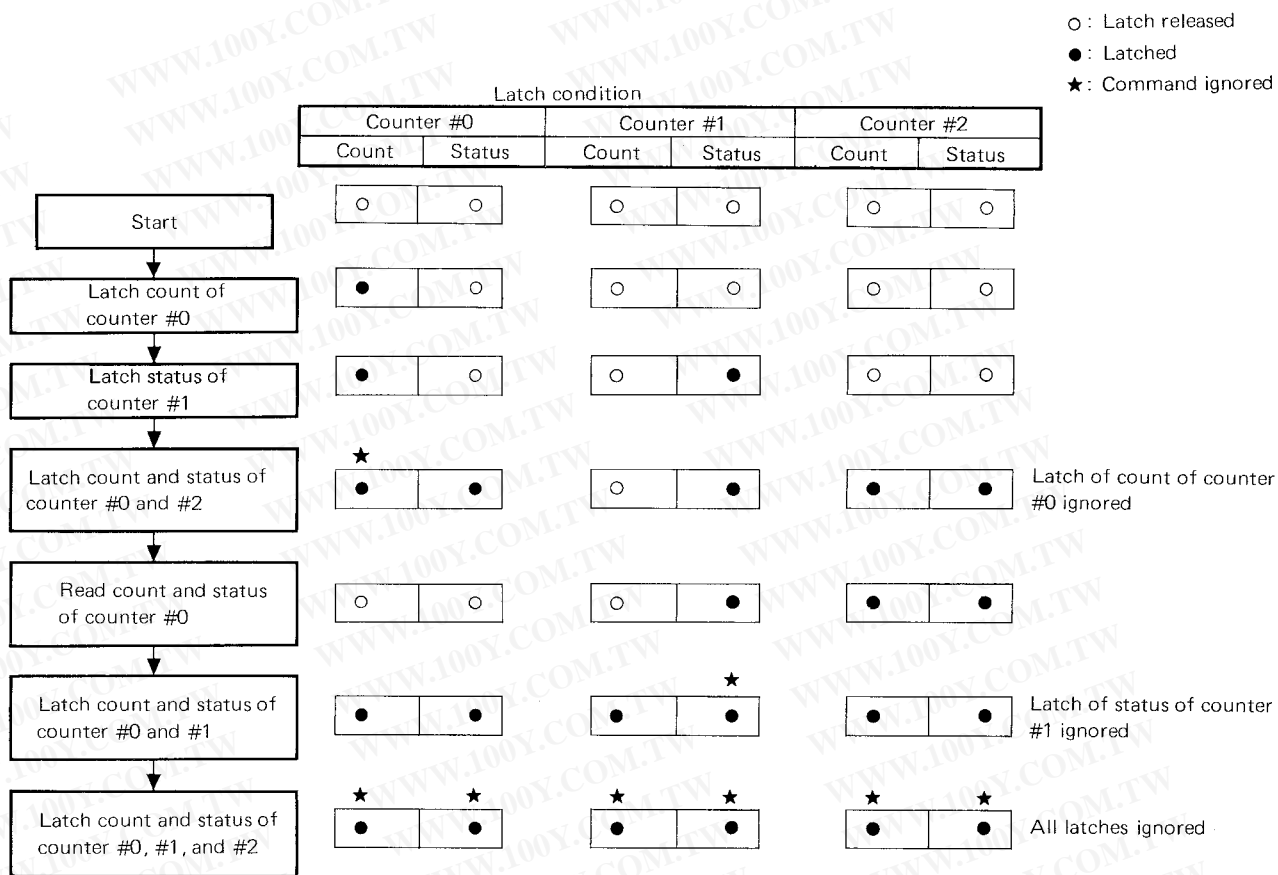 ○ : Latch released
● : Latched
★ : Command ignored
Latch condition
Counter #0 Counter #1 Counter #2
Count Status Count Status Count Status
Start
Latch count of
counter #0
Latch status of
counter #1
Latch count and status of
counter #0 and #2
Latch of count of counter
#0 ignored
Read count and status
of counter #0
Latch count and status of
counter #0 and #1
Latch of status of counter
#1 ignored
Latch count and status of
counter #0, #1, and #2
All latches ignored
WWW.100Y.COM.TW